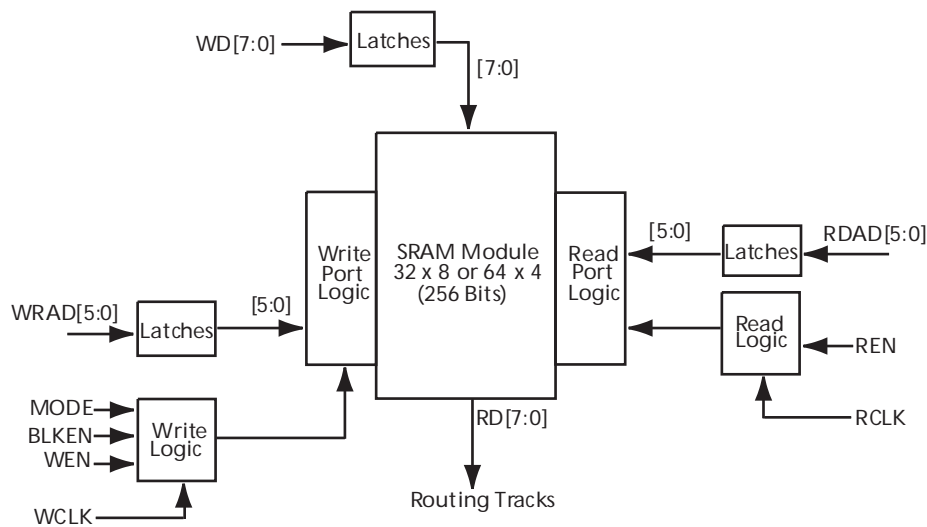 WD[7:0]
Latches
[7:0]
Write
Port
Logic
SRAM Module
32 x 8 or 64 x 4
(256 Bits)
Read
Port
Logic
[5:0]
Latches
RDAD[5:0]
WRAD[5:0]
Latches
[5:0]
Read
Logic
REN
RCLK
MODE
BLKEN
WEN
Write
Logic
WCLK
RD[7:0]
Routing Tracks